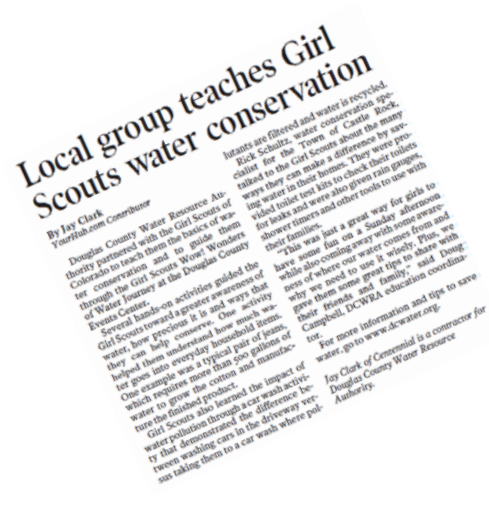 Local group teaches Girl
Scouts water conservation
By Jay Clark
YourHub.com Contributor
Douglas County Water Resource Au-
thority partnered with the Girl Scouts of
Colorado to teach them the basics of wa-
ter conservation and to guide them
through the Girl Scouts Wow! Wonders
of Water Journey at the Douglas County
Events Center.
Several hands-on activities guided the
Girl Scouts toward a greater awareness of
water, how precious it is and ways that
they can help conserve. One activity
helped them understand how much wa-
ter goes into everyday household items.
One example was a typical pair of jeans,
which requires more than 500 gallons of
water to grow the cotton and manufac-
ture the finished product.
Girl Scouts also learned the impact of
water pollution through a car wash activi-
ty that demonstrated the difference be-
tween washing cars in the driveway ver-
sus taking them to a car wash where pol-
lutants are filtered and water is recycled.
Rick Schultz, water conservation spe-
cialist for the Town of Castle Rock,
talked to the Girl Scouts about the many
ways they can make a difference by sav-
ing water in their homes. They were pro-
vided toilet test kits to check their toilets
for leaks and were also given rain gauges,
shower timers and other tools to use with
their families.
"This was just a great way for girls to
have some fun on a Sunday afternoon
while also coming away with some aware-
ness of where our water comes from and
why we need to use it wisely. Plus, we
gave them some great tips to share with
their friends and family," said Doug
Campbell, DCWRA education coordina-
tor.
For more information and tips to save
water, go to www.dcwater.org.
Jay Clark of Centennial is a contractor for
Douglas County Water Resource
Authority.